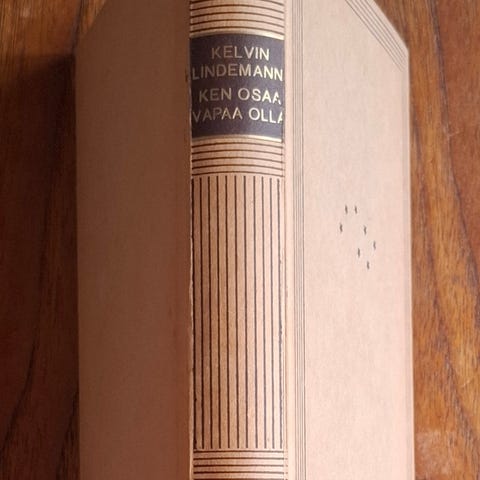 KELVIN
LINDEMANN
KEN OSAA
VAPAA OLLA